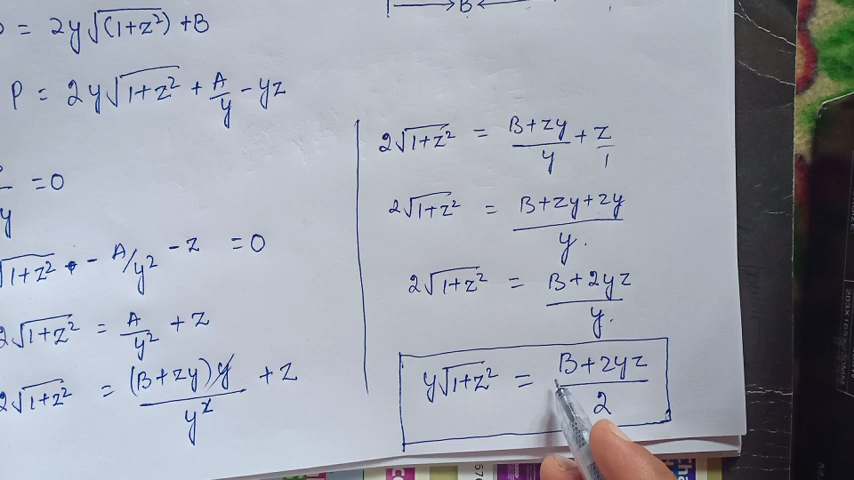 = 2y√(1+z²) + B
P = 2y√1+z² + A/y - yz
= 0
y
√1+z² - A/y² - z = 0
2√1+z² = A/y² + z
2√1+z² = (B+zy)y/y² + z
B
2√1+z² = B+zy/y + z/1
2√1+z² = B+zy+zy/y.
2√1+z² = B+2yz/y.
y√1+z² = B+2yz/2